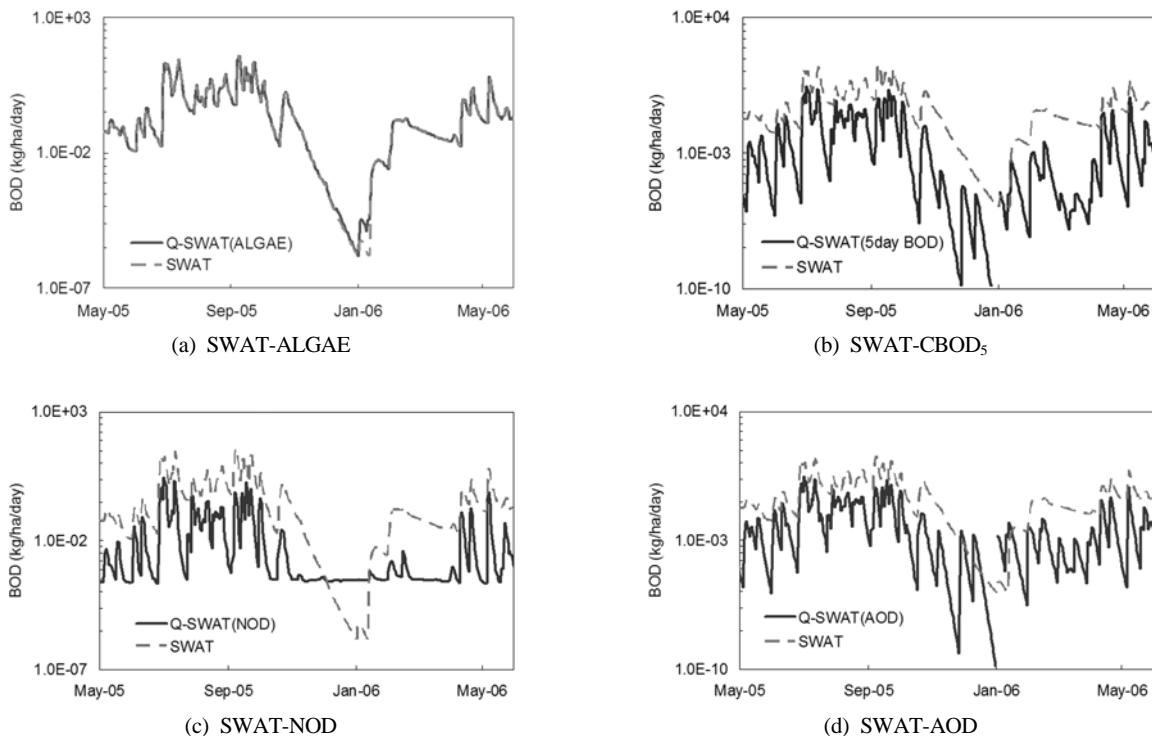 1.0E+03
1.0E-02
1.0E-07
BOD (kg/ha/day)
Q-SWAT(ALGAE)
SWAT
May-05 Sep-05 Jan-06 May-06
(a) SWAT-ALGAE
1.0E+04
1.0E-03
1.0E-10
BOD (kg/ha/day)
Q-SWAT(5day BOD)
SWAT
May-05 Sep-05 Jan-06 May-06
(b) SWAT-CBOD₅
1.0E+03
1.0E-02
1.0E-07
BOD (kg/ha/day)
Q-SWAT(NOD)
SWAT
May-05 Sep-05 Jan-06 May-06
(c) SWAT-NOD
1.0E+04
1.0E-03
1.0E-10
BOD (kg/ha/day)
Q-SWAT(AOD)
SWAT
May-05 Sep-05 Jan-06 May-06
(d) SWAT-AOD